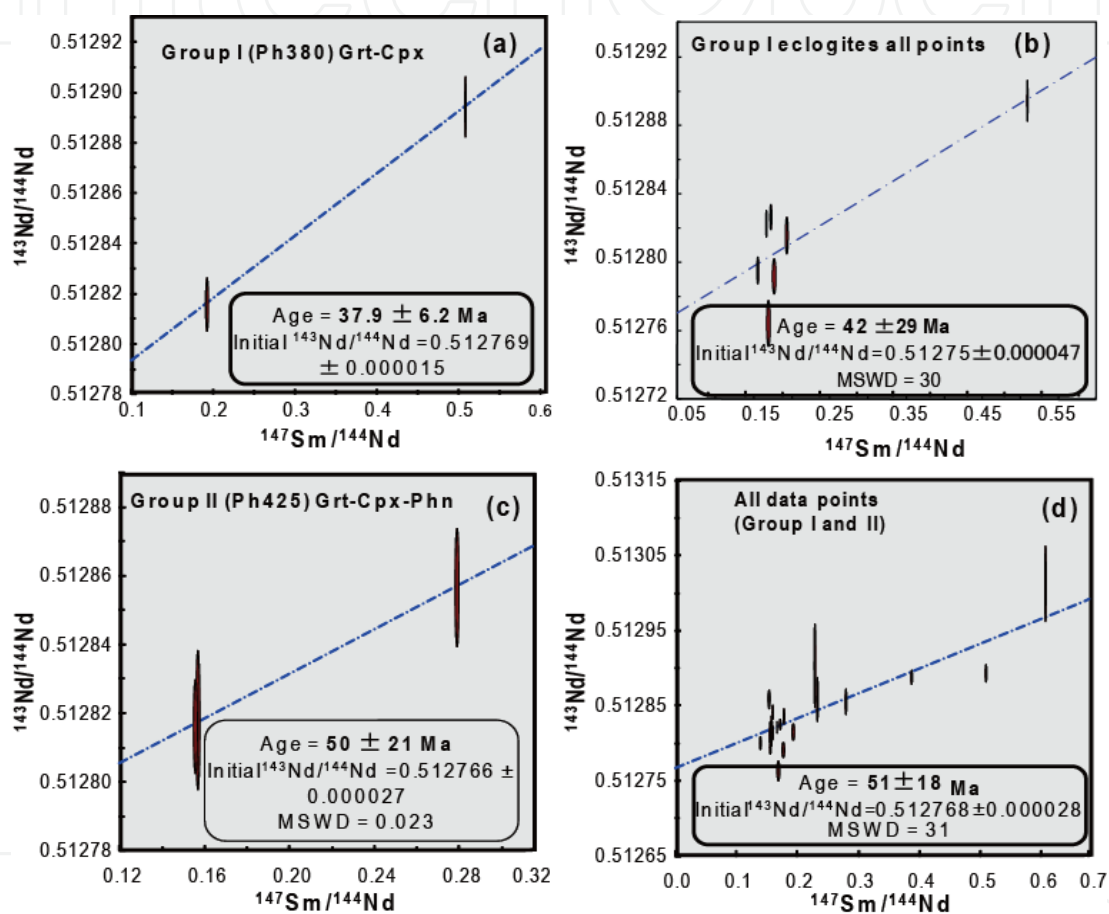 Group I (Ph380) Grt-Cpx
(a)
0.51292
0.51290
0.51288
0.51286
0.51284
0.51282
0.51280
0.51278
¹⁴³Nd/¹⁴⁴Nd
Age = 37.9 ± 6.2 Ma
Initial ¹⁴³Nd/¹⁴⁴Nd =0.512769
± 0.000015
0.1 0.2 0.3 0.4 0.5 0.6
¹⁴⁷Sm/¹⁴⁴Nd
Group I eclogites all points
(b)
0.51292
0.51288
0.51284
0.51280
0.51276
0.51272
¹⁴³Nd/¹⁴⁴Nd
Age = 42 ±29 Ma
Initial ¹⁴³Nd/¹⁴⁴Nd=0.51275±0.000047
MSWD = 30
0.05 0.15 0.25 0.35 0.45 0.55
¹⁴⁷Sm/¹⁴⁴Nd
Group II (Ph425) Grt-Cpx-Phn
(c)
0.51288
0.51286
0.51284
0.51282
0.51280
0.51278
¹⁴³Nd/¹⁴⁴Nd
Age = 50 ± 21 Ma
Initial¹⁴³Nd/¹⁴⁴Nd =0.512766 ±
0.000027
MSWD = 0.023
0.12 0.16 0.20 0.24 0.28 0.32
¹⁴⁷Sm/¹⁴⁴Nd
All data points
(Group I and II)
(d)
0.51315
0.51305
0.51295
0.51285
0.51275
0.51265
¹⁴³Nd/¹⁴⁴Nd
Age = 51±18 Ma
Initial¹⁴³Nd/¹⁴⁴Nd=0.512768±0.000028
MSWD = 31
0.0 0.1 0.2 0.3 0.4 0.5 0.6 0.7
¹⁴⁷Sm/¹⁴⁴Nd